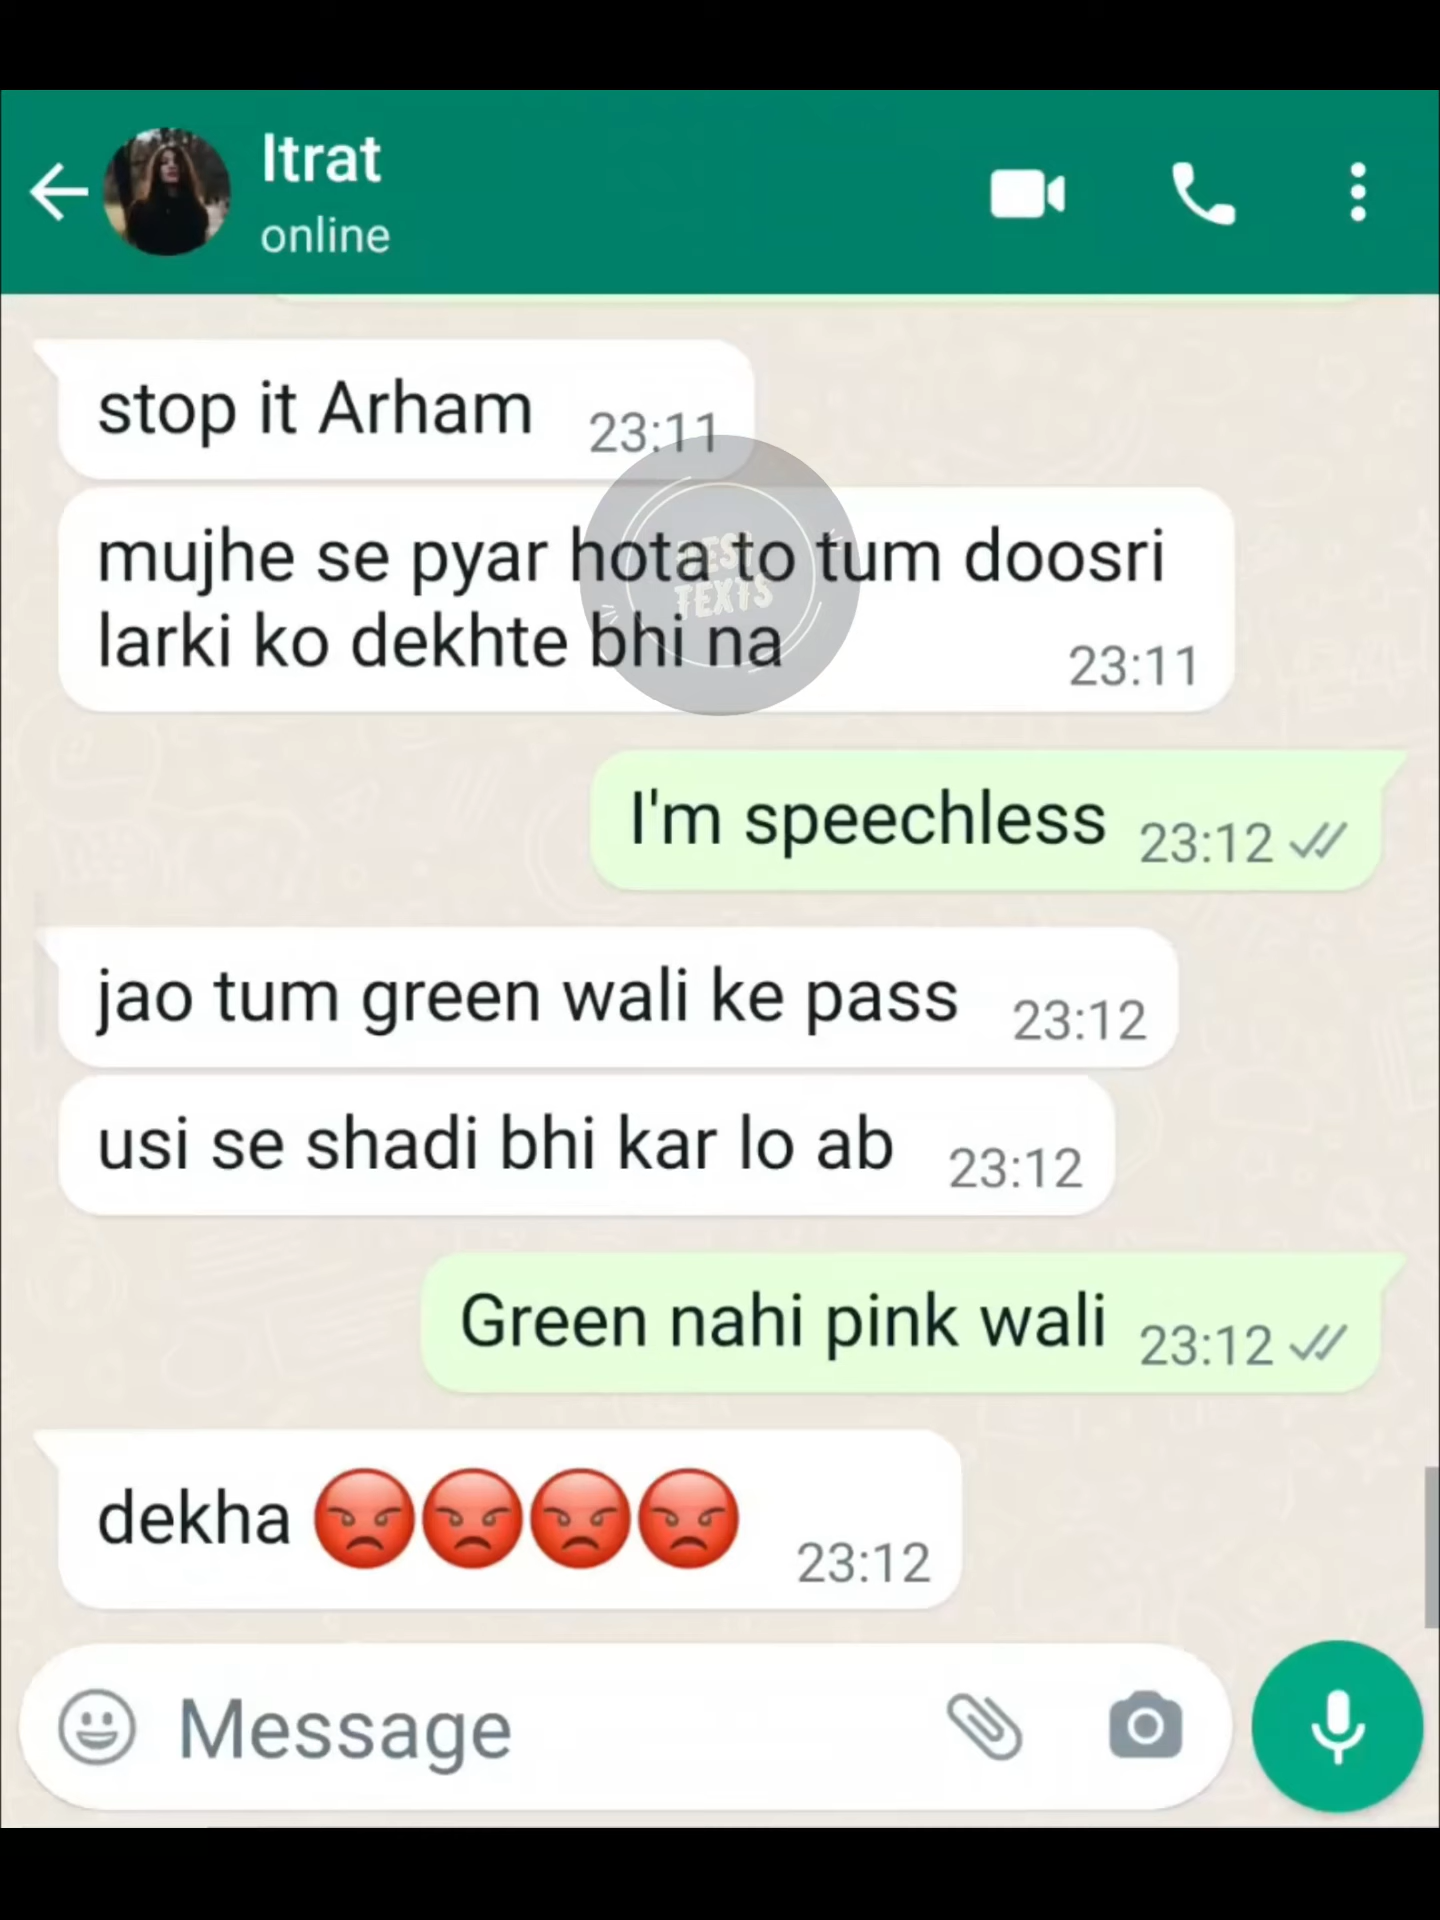 Itrat
online
stop it Arham 23:11
mujhe se pyar hota to tum doosri
larki ko dekhte bhi na 23:11
BEST
TEXTS
I'm speechless 23:12
jao tum green wali ke pass 23:12
usi se shadi bhi kar lo ab 23:12
Green nahi pink wali 23:12
dekha 😡😡😡😡 23:12
Message